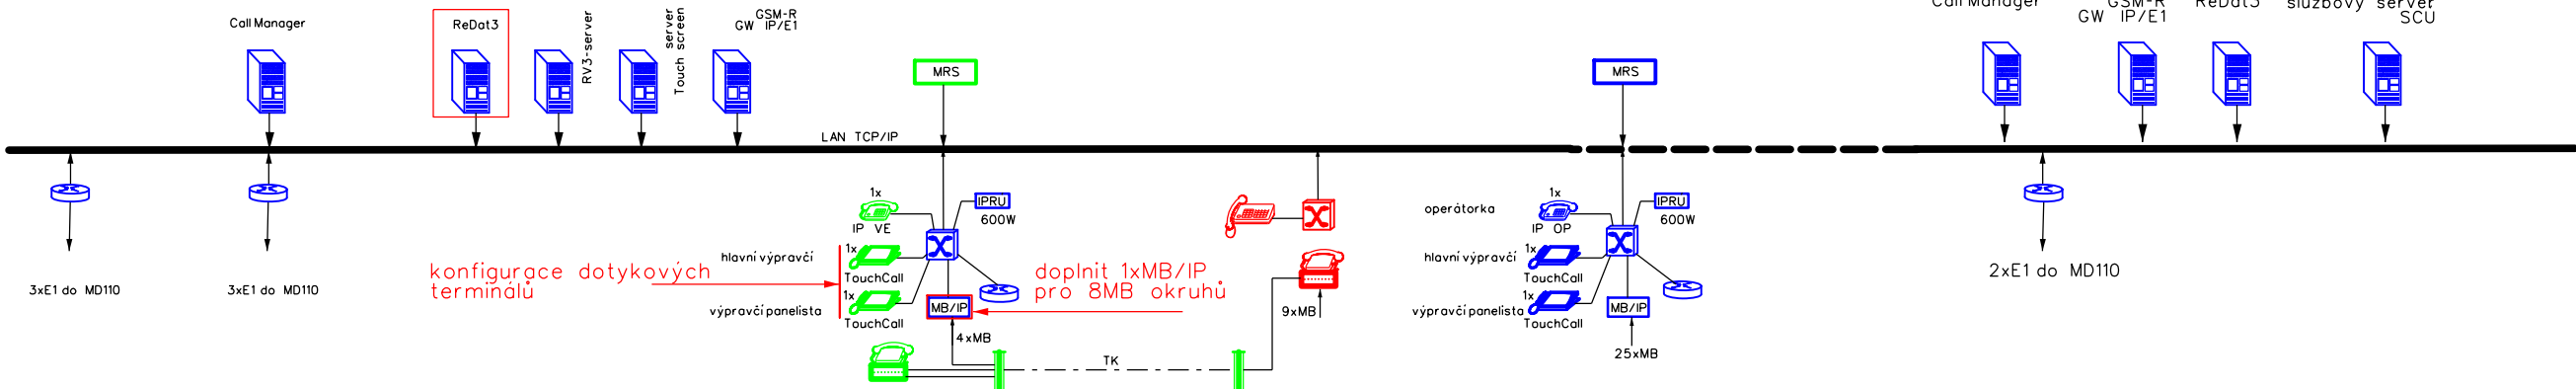 Call Manager
ReDat3
RV3-server
server
Touch screen
GSM-R
GW IP/E1
MRS
MRS
Call Manager
GSM-R
GW IP/E1
ReDat3
službový server
SCU
LAN TCP/IP
3xE1 do MD110
3xE1 do MD110
konfigurace dotykových
terminálů
1x
IP VE
IPRU
600W
hlavní výpravčí
1x
TouchCall
1x
výpravčí panelista
TouchCall
MB/IP
4xMB
doplnit 1xMB/IP
pro 8MB okruhů
TK
9xMB
operátorka
1x
IP OP
IPRU
600W
hlavní výpravčí
1x
TouchCall
1x
výpravčí panelista
TouchCall
MB/IP
25xMB
2xE1 do MD110